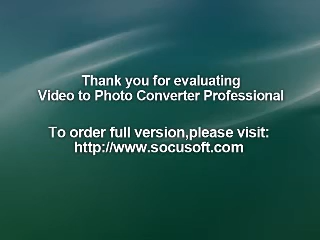 Thank you for evaluating
Video to Photo Converter Professional
To order full version,please visit:
http://www.socusoft.com